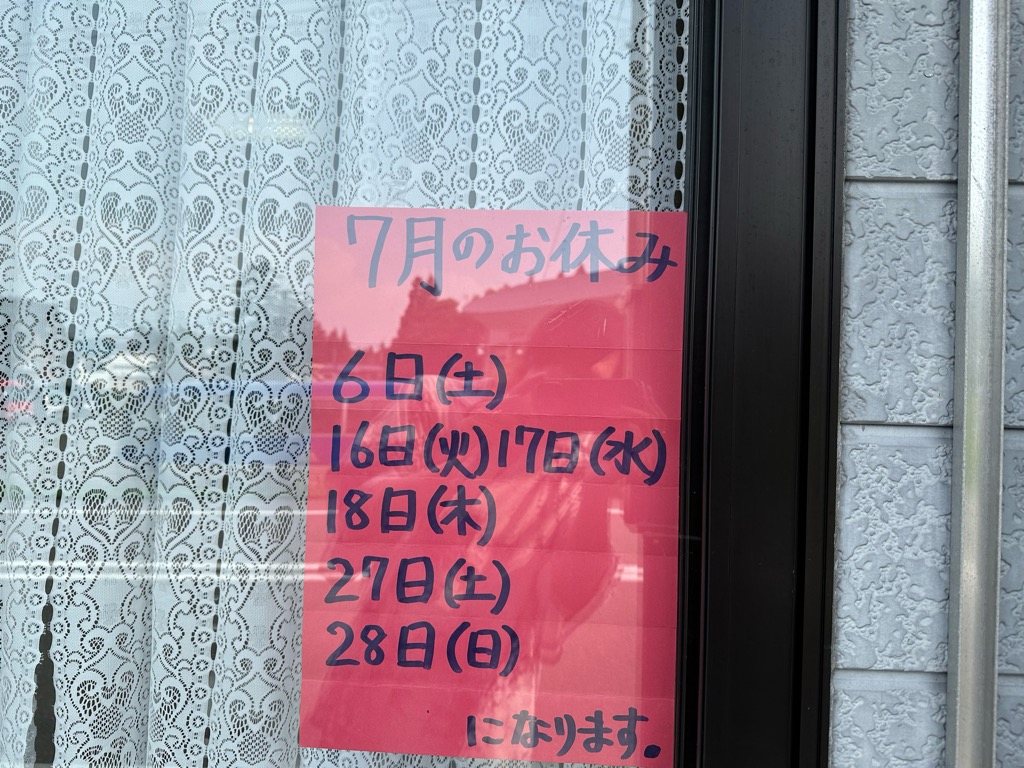 7月のお休み
6日(土)
16日(火)17日(水)
18日(木)
27日(土)
28日(日)
になります。